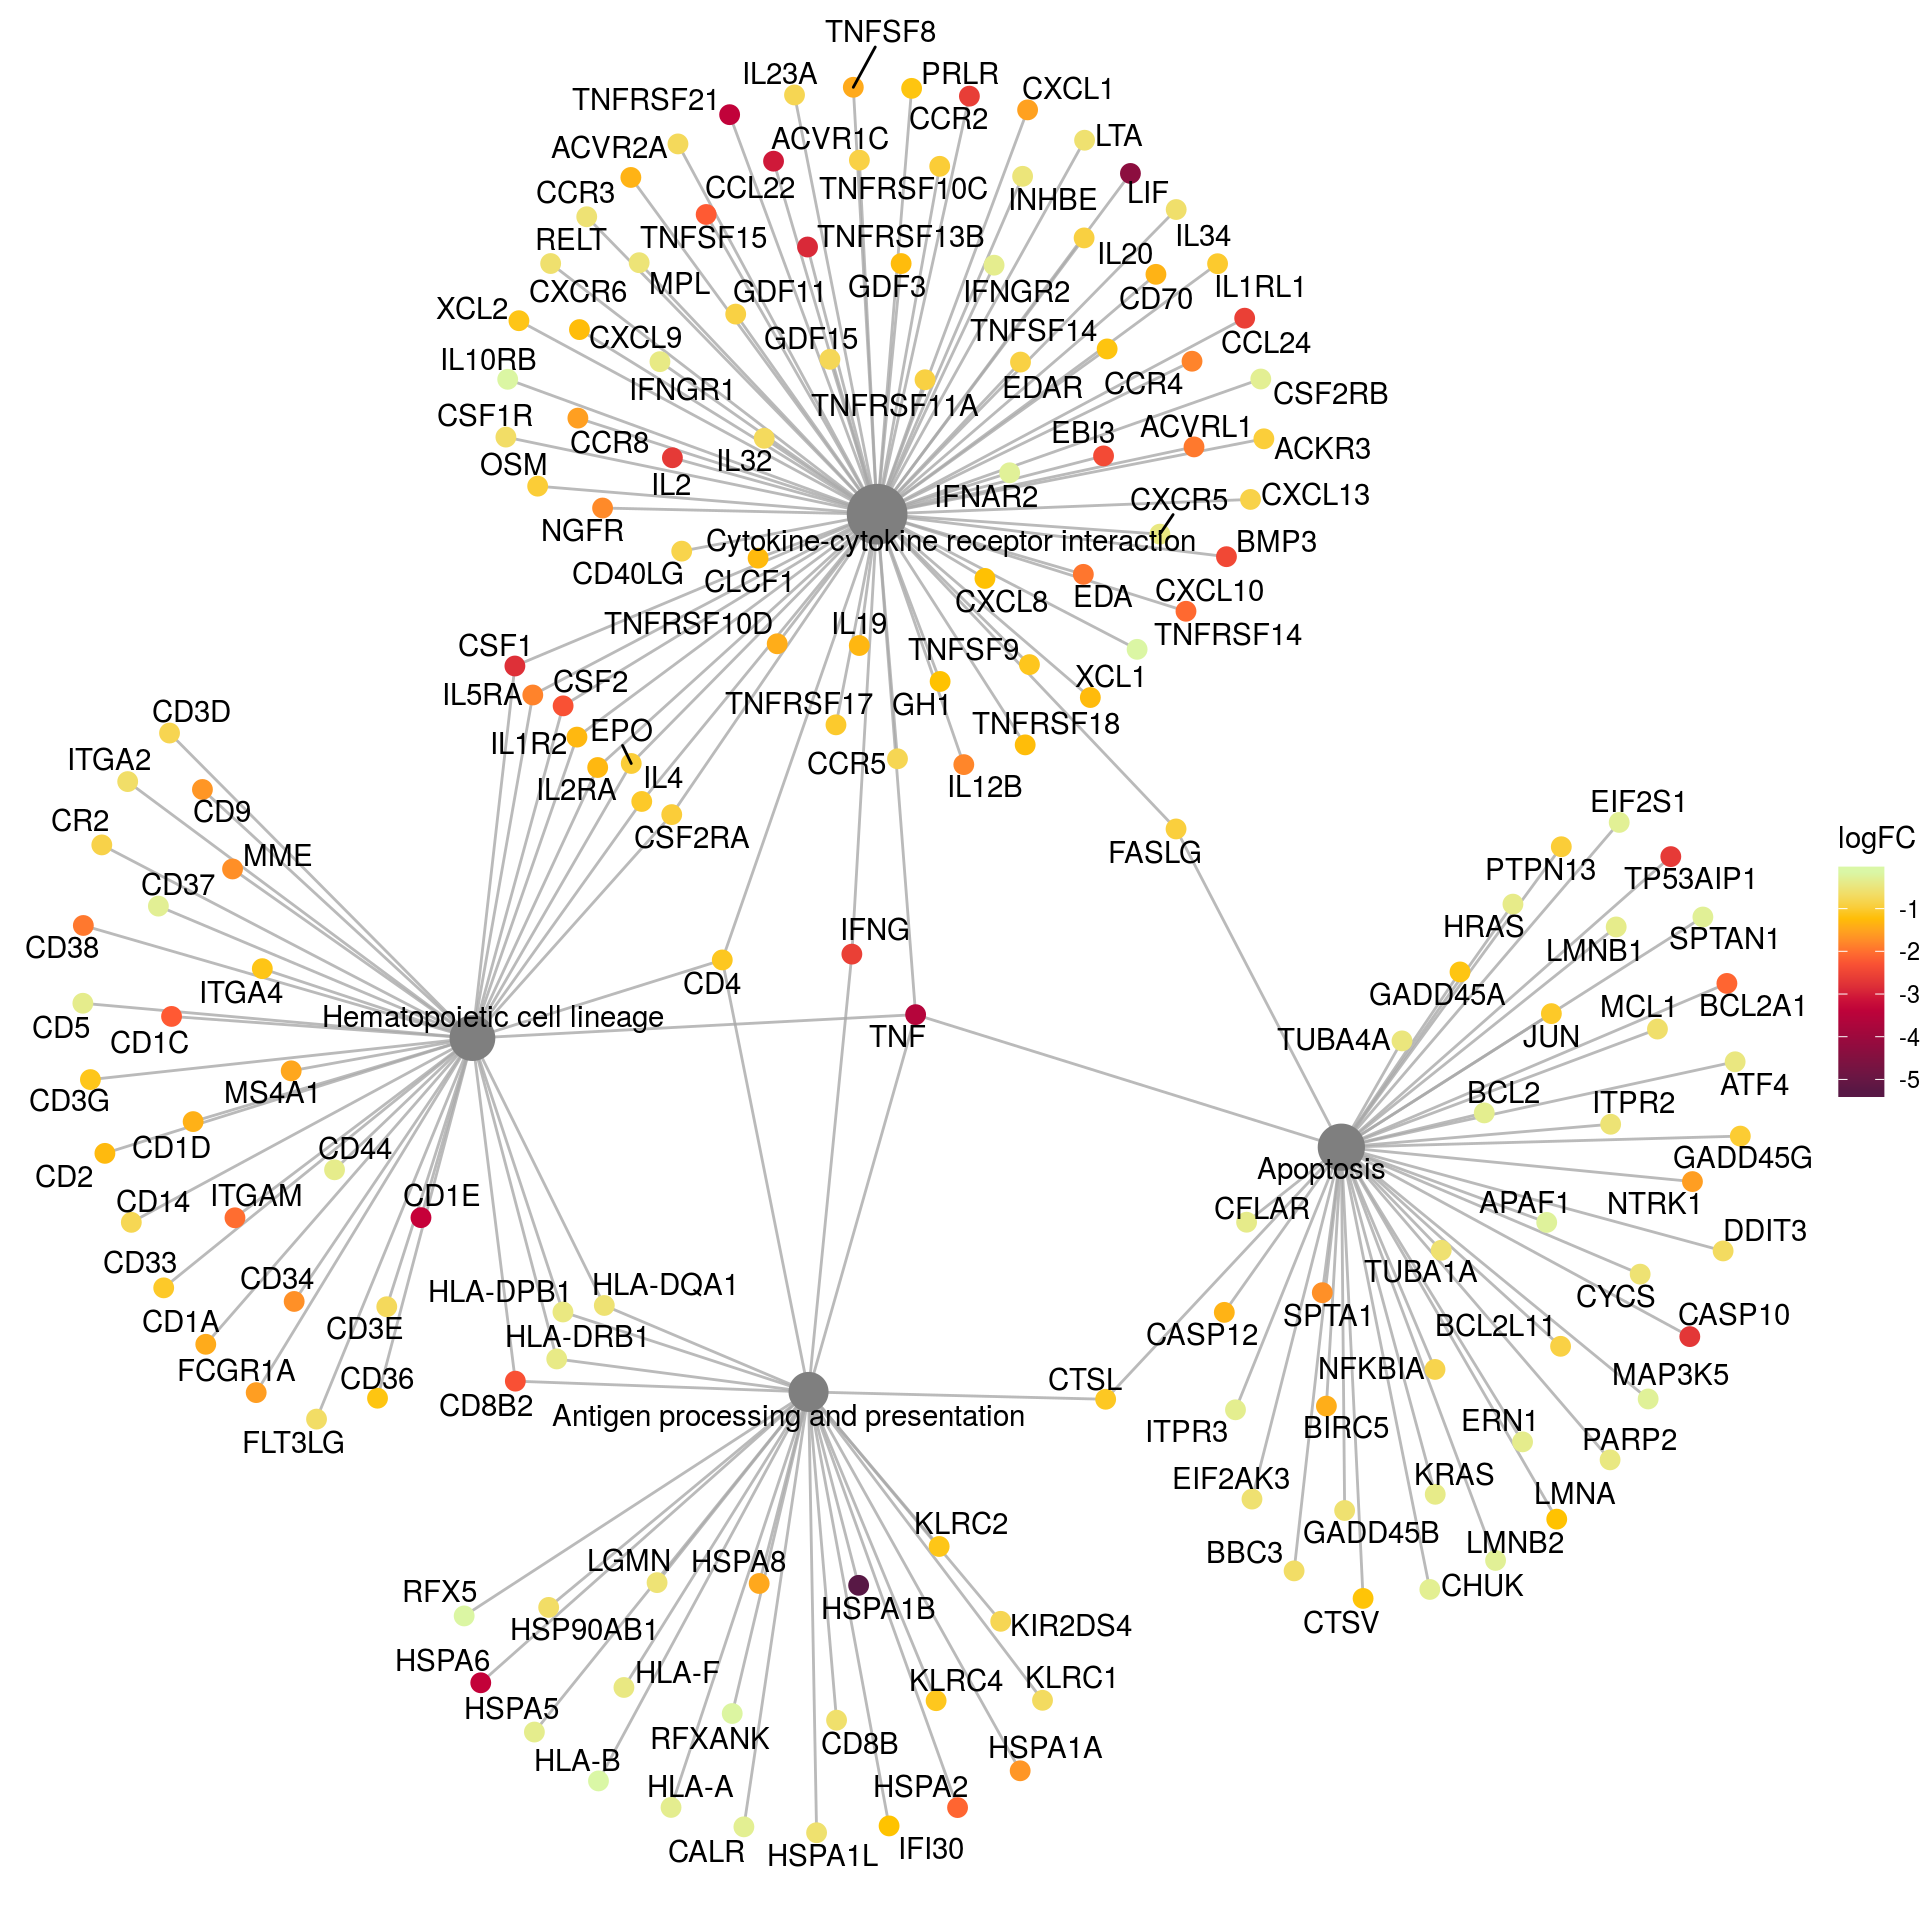 TNFSF8
IL23A
PRLR
CXCL1
TNFRSF21
CCR2
LTA
ACVR2A
ACVR1C
CCR3
CCL22
TNFRSF10C
INHBE
LIF
RELT
TNFSF15
TNFRSF13B
IL20
IL34
CXCR6
MPL
GDF11
GDF3
IFNGR2
CD70
IL1RL1
XCL2
CXCL9
GDF15
TNFSF14
CCL24
IL10RB
IFNGR1
TNFRSF11A
EDAR
CCR4
CSF2RB
CSF1R
CCR8
IL32
EBI3
ACVRL1
ACKR3
OSM
IL2
IFNAR2
CXCR5
CXCL13
NGFR
Cytokine-cytokine receptor interaction
BMP3
CD40LG
CLCF1
CXCL8
EDA
CXCL10
TNFRSF10D
IL19
TNFSF9
TNFRSF14
CSF1
IL5RA
CSF2
XCL1
TNFRSF17
GH1
TNFRSF18
CD3D
IL1R2
EPO
CCR5
IL12B
ITGA2
IL2RA
IL4
CD9
CSF2RA
CR2
FASLG
EIF2S1
logFC
MME
PTPN13
TP53AIP1
CD37
HRAS
-1
CD38
IFNG
LMNB1
SPTAN1
-2
ITGA4
CD4
GADD45A
MCL1
BCL2A1
-3
CD5
Hematopoietic cell lineage
TNF
TUBA4A
JUN
-4
CD1C
CD3G
MS4A1
BCL2
ITPR2
ATF4
-5
CD2
CD1D
CD44
Apoptosis
GADD45G
CD14
ITGAM
CD1E
CFLAR
APAF1
NTRK1
DDIT3
CD33
CD34
HLA-DPB1
HLA-DQA1
TUBA1A
CYCS
CD1A
CD3E
HLA-DRB1
CASP12
SPTA1
BCL2L11
CASP10
FCGR1A
CD36
CTSL
NFKBIA
MAP3K5
CD8B2
Antigen processing and presentation
FLT3LG
ITPR3
BIRC5
ERN1
PARP2
EIF2AK3
KRAS
LMNA
KLRC2
GADD45B
LMNB2
BBC3
RFX5
LGMN
HSPA8
HSPA1B
CHUK
HSP90AB1
KIR2DS4
CTSV
HSPA6
HLA-F
KLRC4
KLRC1
HSPA5
RFXANK
CD8B
HSPA1A
HLA-B
HLA-A
HSPA2
CALR
HSPA1L
IFI30